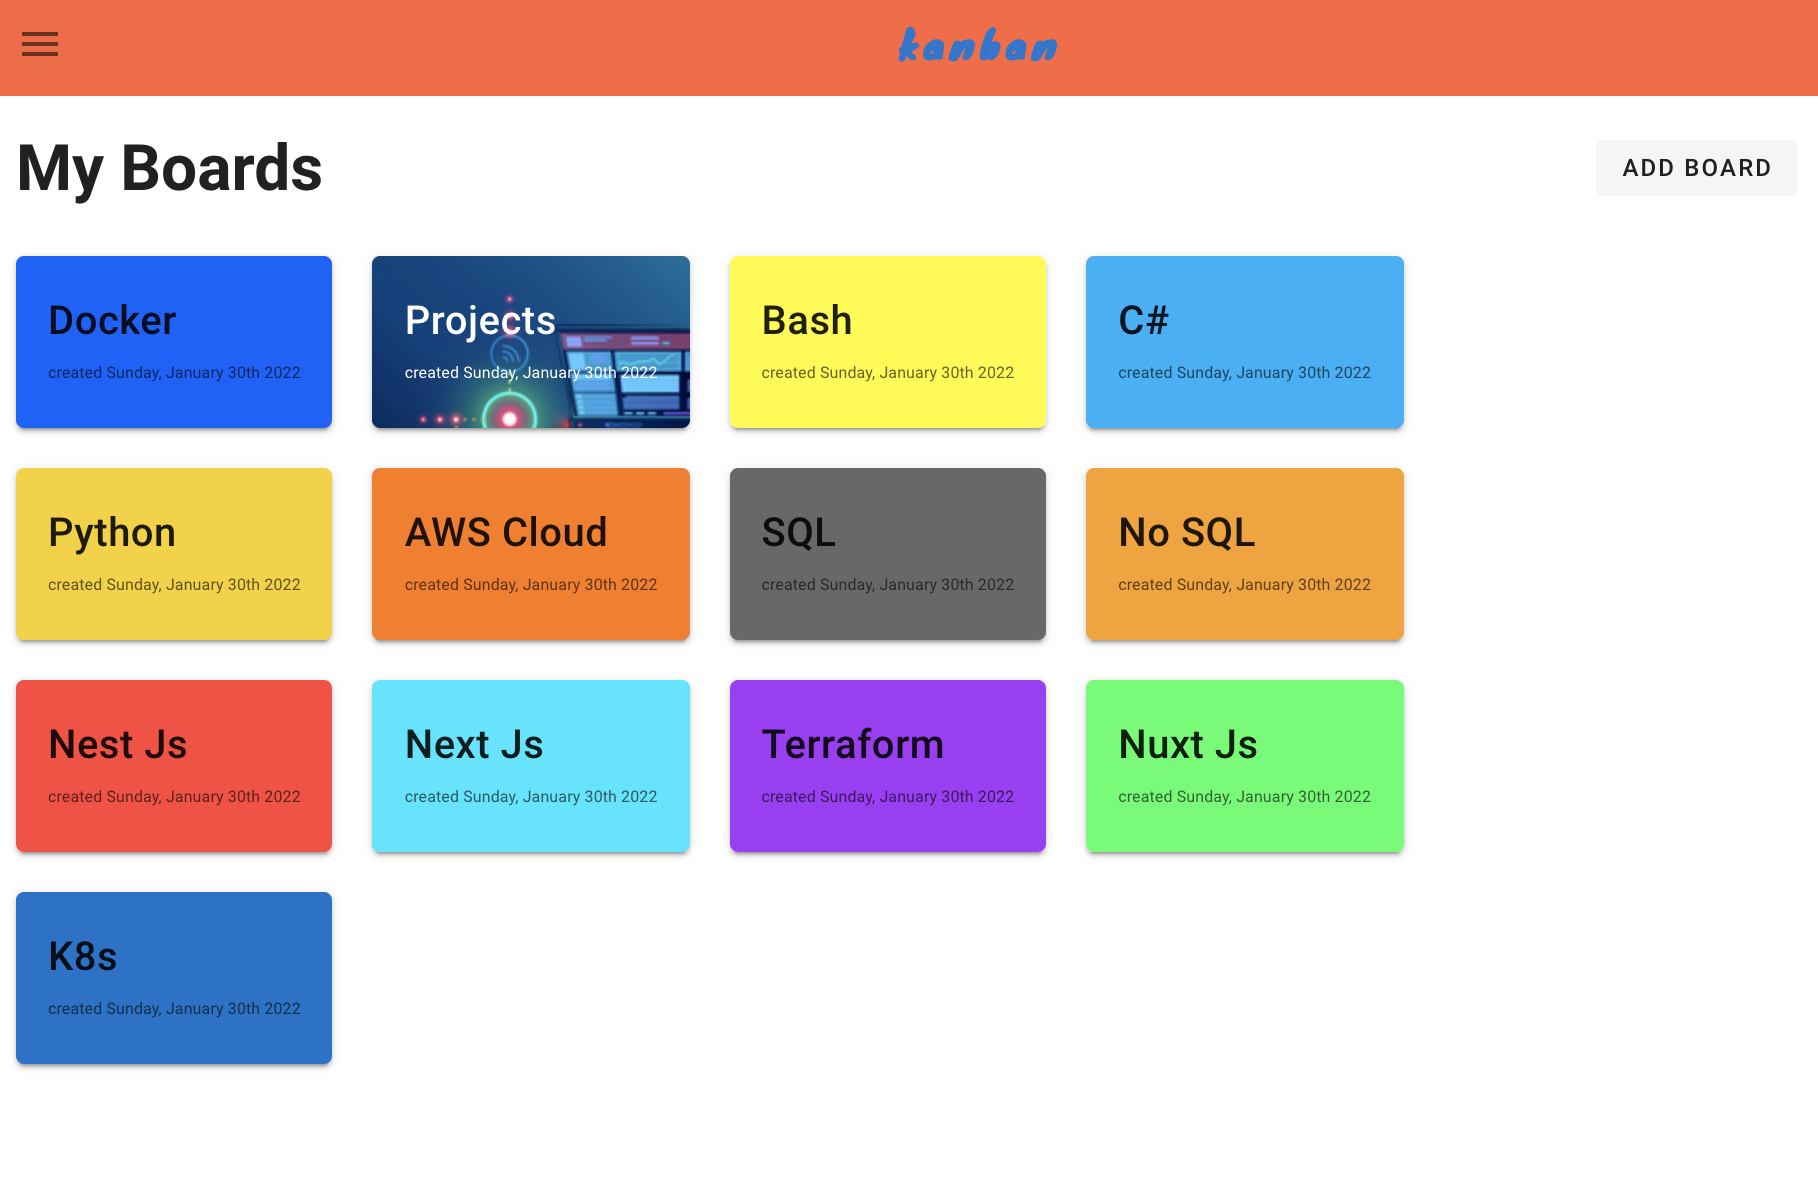 kanban
My Boards
ADD BOARD
Docker
created Sunday, January 30th 2022
Projects
created Sunday, January 30th 2022
Bash
created Sunday, January 30th 2022
C#
created Sunday, January 30th 2022
Python
created Sunday, January 30th 2022
AWS Cloud
created Sunday, January 30th 2022
SQL
created Sunday, January 30th 2022
No SQL
created Sunday, January 30th 2022
Nest Js
created Sunday, January 30th 2022
Next Js
created Sunday, January 30th 2022
Terraform
created Sunday, January 30th 2022
Nuxt Js
created Sunday, January 30th 2022
K8s
created Sunday, January 30th 2022